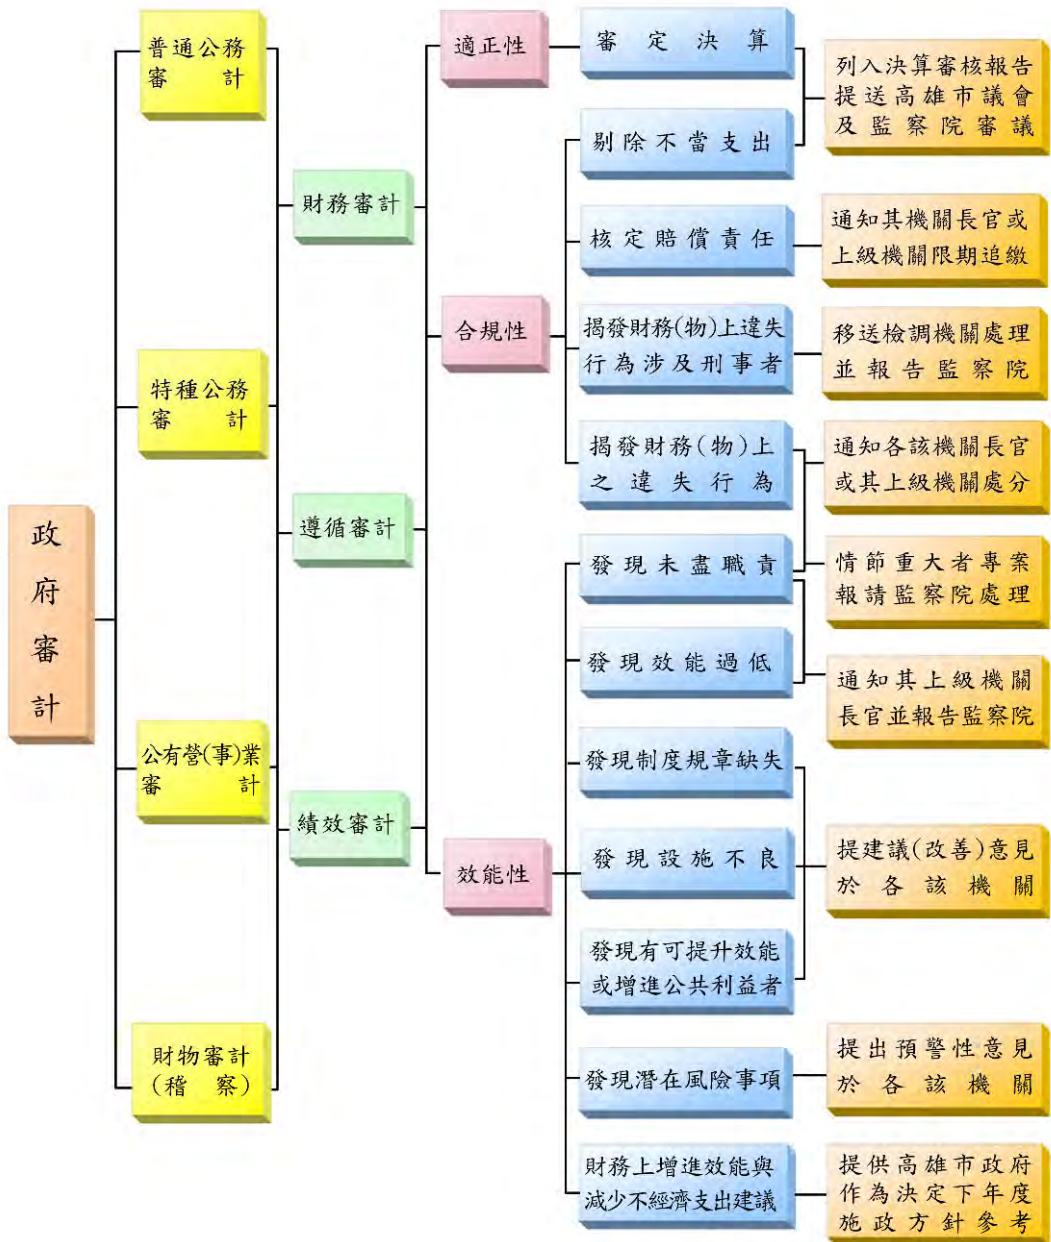 政
府
審
計
普通公務
審計
特種公務
審計
公有營(事)業
審計
財物審計
(稽察)
財務審計
遵循審計
績效審計
適正性
合規性
效能性
審定決算
剔除不當支出
核定賠償責任
揭發財務(物)上違失
行為涉及刑事者
揭發財務(物)上
之違失行為
發現未盡職責
發現效能過低
發現制度規章缺失
發現設施不良
發現有可提升效能
或增進公共利益者
發現潛在風險事項
財務上增進效能與
減少不經濟支出建議
列入決算審核報告
提送高雄市議會
及監察院審議
通知其機關長官或
上級機關限期追繳
移送檢調機關處理
並報告監察院
通知各該機關長官
或其上級機關處分
情節重大者專案
報請監察院處理
通知其上級機關
長官並報告監察院
提建議(改善)意見
於各該機關
提出預警性意見
於各該機關
提供高雄市政府
作為決定下年度
施政方針參考